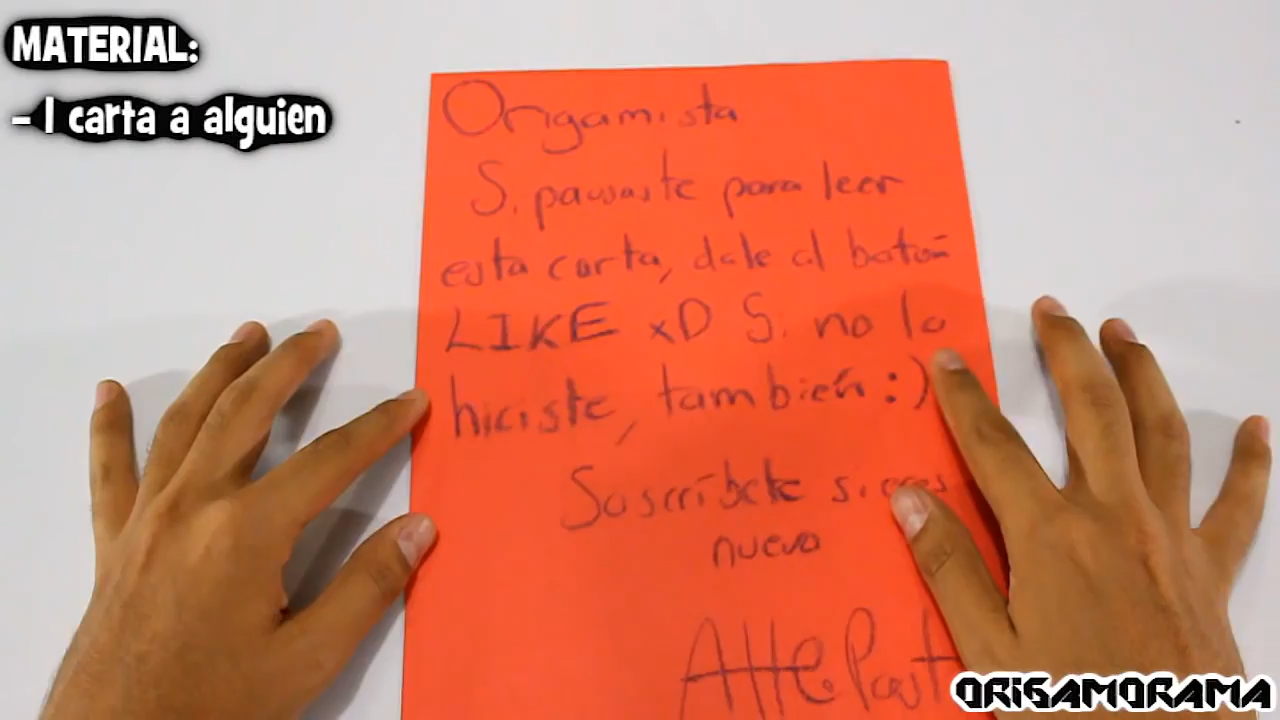 MATERIAL:
- 1 carta a alguien
Origamista
Si pausaste para leer
esta carta, dale al botón
LIKE xD Si no lo
hiciste, también :)
Suscríbete si eres
nuevo
Atte.
ORIGAMORAMA